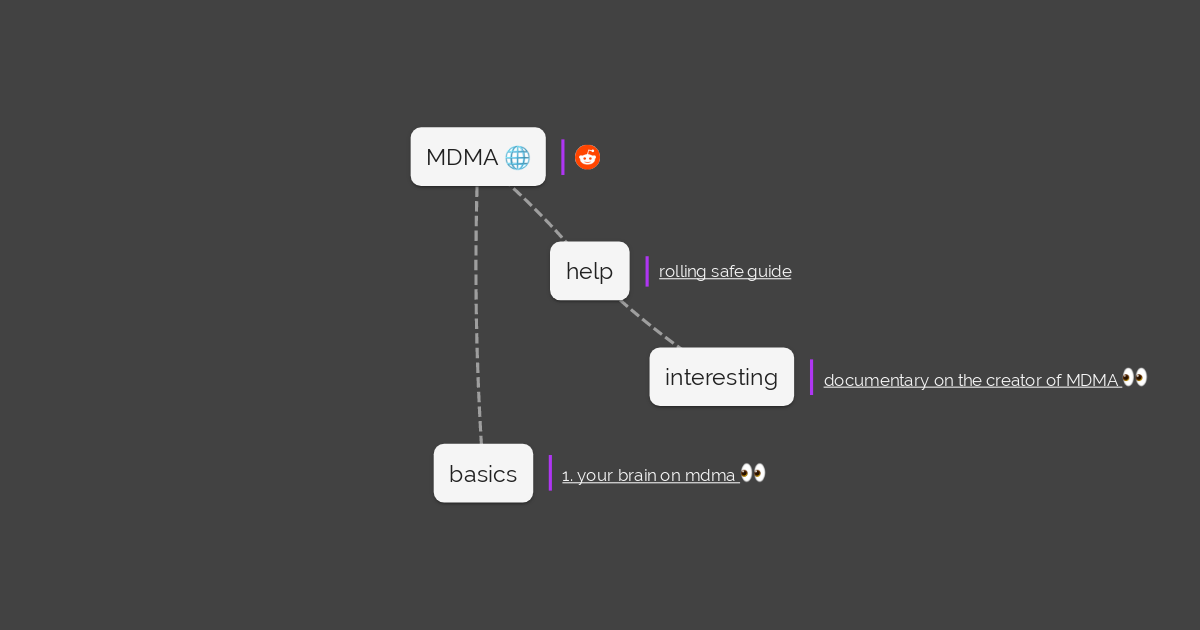 MDMA 🌐
help
rolling safe guide
interesting
documentary on the creator of MDMA 👀
basics
1. your brain on mdma 👀